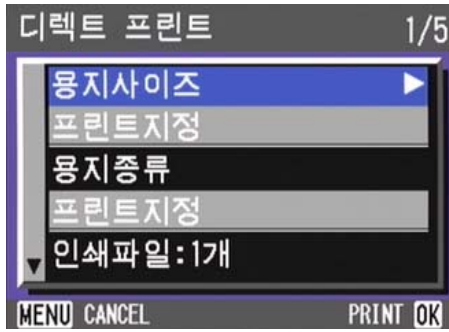 디렉트 프린트 1/5
용지사이즈
프린트지정
용지종류
프린트지정
인쇄파일:1개
MENU CANCEL PRINT OK